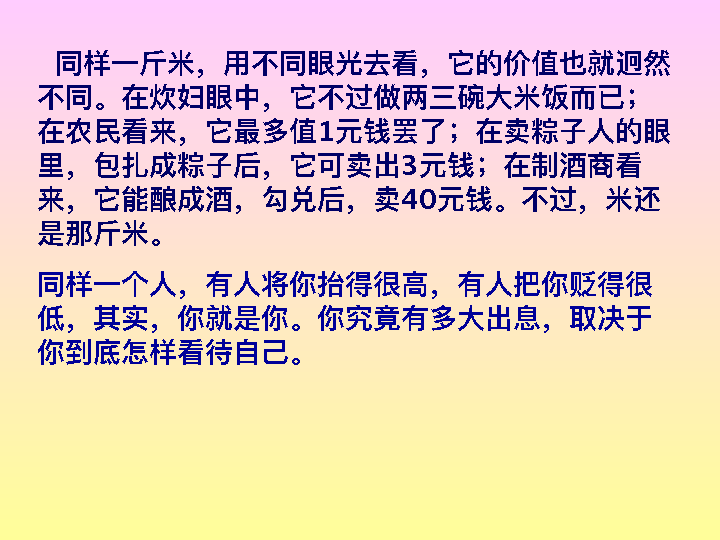 同样一斤米，用不同眼光去看，它的价值也就迥然
不同。在炊妇眼中，它不过做两三碗大米饭而已；
在农民看来，它最多值1元钱罢了；在卖粽子人的眼
里，包扎成粽子后，它可卖出3元钱；在制酒商看
来，它能酿成酒，勾兑后，卖40元钱。不过，米还
是那斤米。
同样一个人，有人将你抬得很高，有人把你贬得很
低，其实，你就是你。你究竟有多大出息，取决于
你到底怎样看待自己。